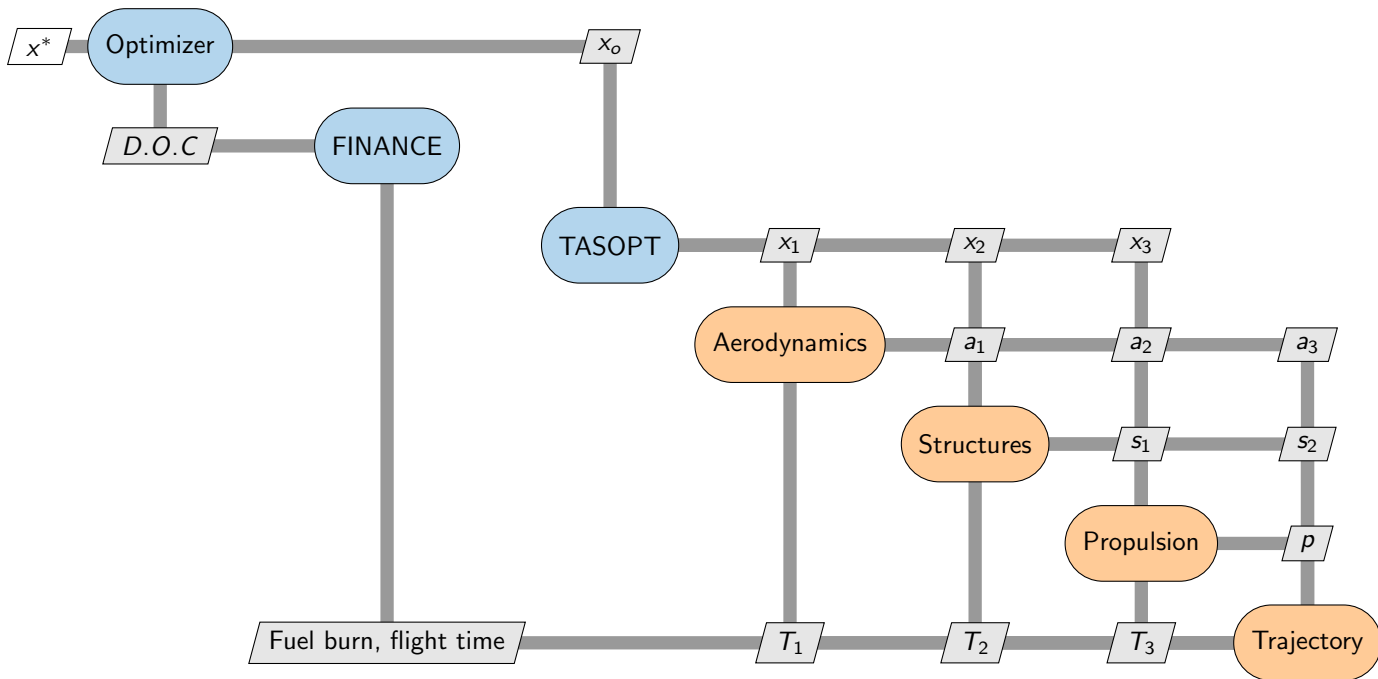 x*
Optimizer
x_o
D.O.C
FINANCE
TASOPT
x_1
x_2
x_3
Aerodynamics
a_1
a_2
a_3
Structures
s_1
s_2
Propulsion
p
Fuel burn, flight time
T_1
T_2
T_3
Trajectory